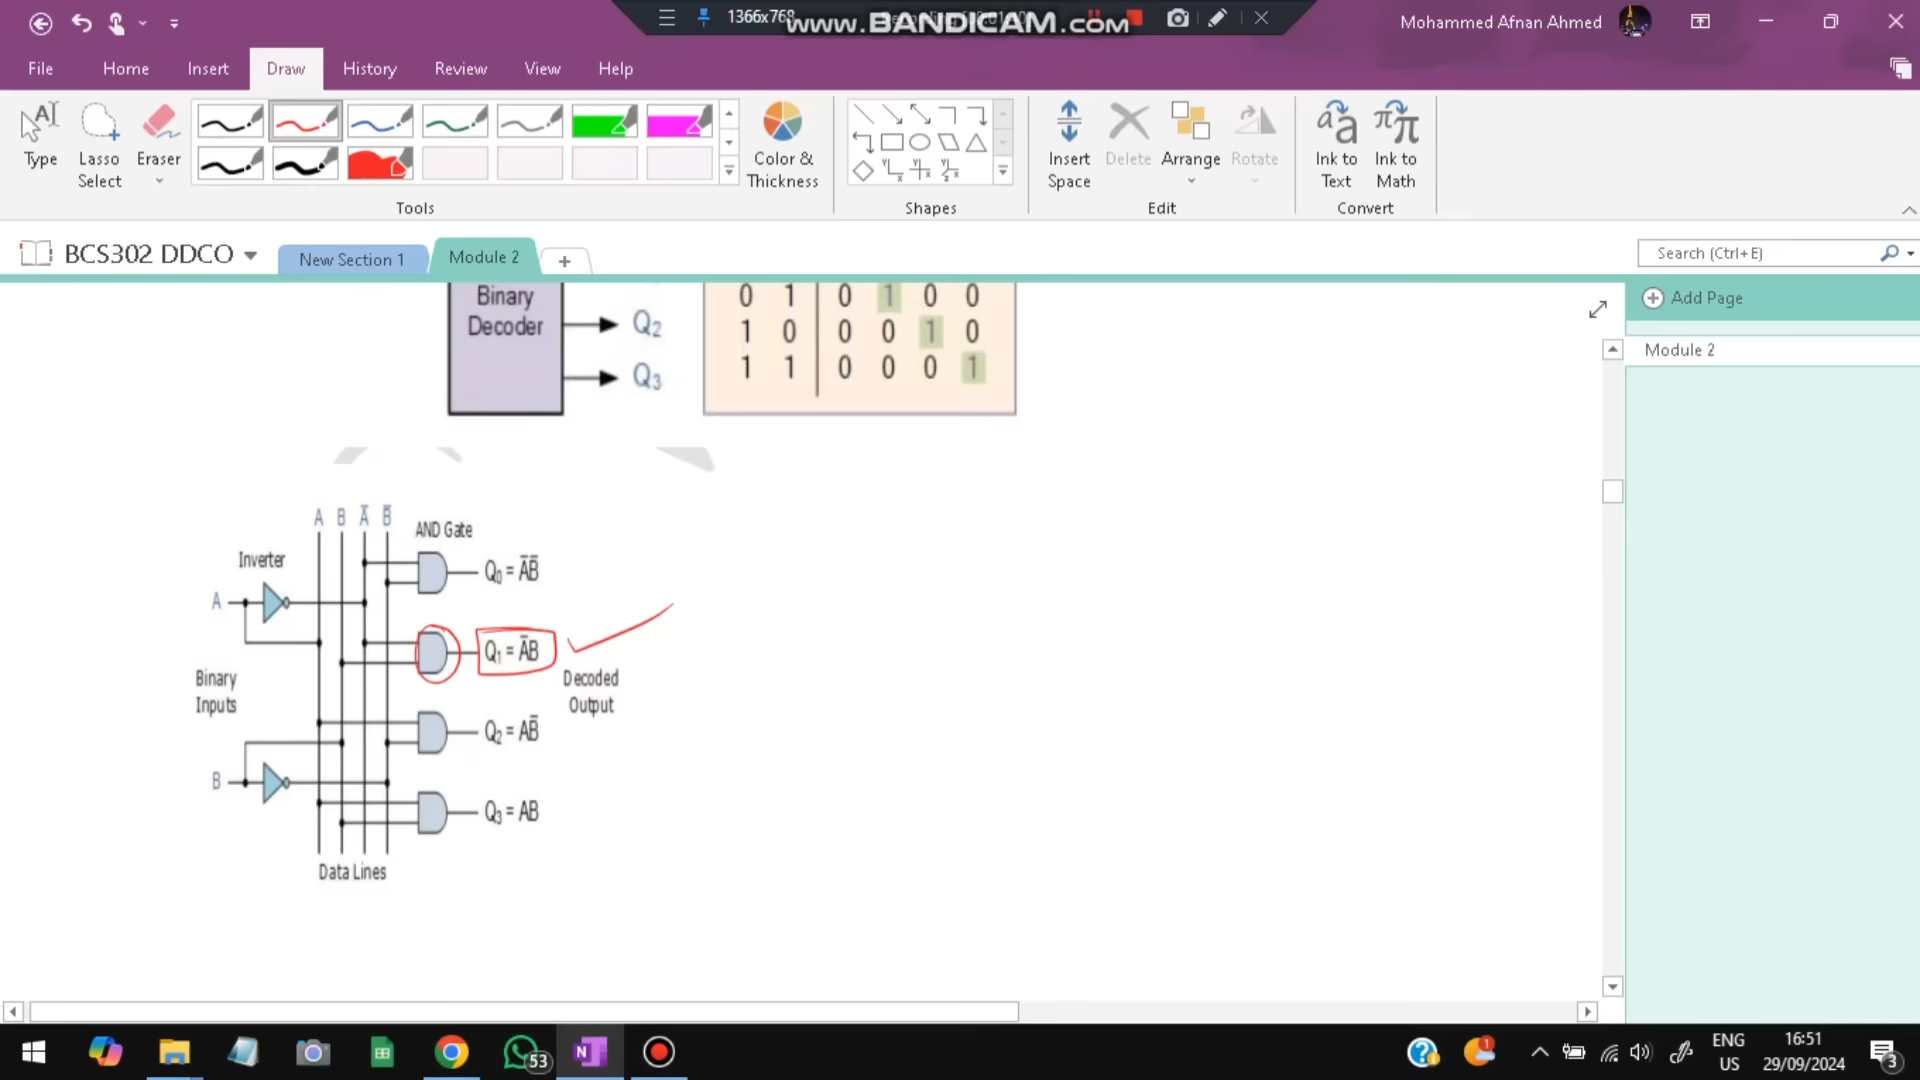 1366x768
www.BANDICAM.com
Mohammed Afnan Ahmed
File Home Insert Draw History Review View Help
Type
Lasso Select
Eraser
Color & Thickness
Insert Space
Delete
Arrange
Rotate
Ink to Text
Ink to Math
Tools
Shapes
Edit
Convert
BCS302 DDCO
New Section 1
Module 2
Search (Ctrl+E)
Add Page
Module 2
Binary
Decoder
Q2
Q3
0 1 0 1 0 0
1 0 0 0 1 0
1 1 0 0 0 1
A B A̅ B̅
AND Gate
Inverter
Q0 = A̅B̅
A
Q1 = A̅B
Binary
Inputs
Decoded
Output
Q2 = AB̅
B
Q3 = AB
Data Lines
53
1
ENG
US
16:51
29/09/2024
3